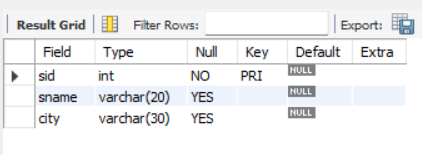 Result Grid Filter Rows: Export:
Field Type Null Key Default Extra
sid int NO PRI NULL
sname varchar(20) YES NULL
city varchar(30) YES NULL